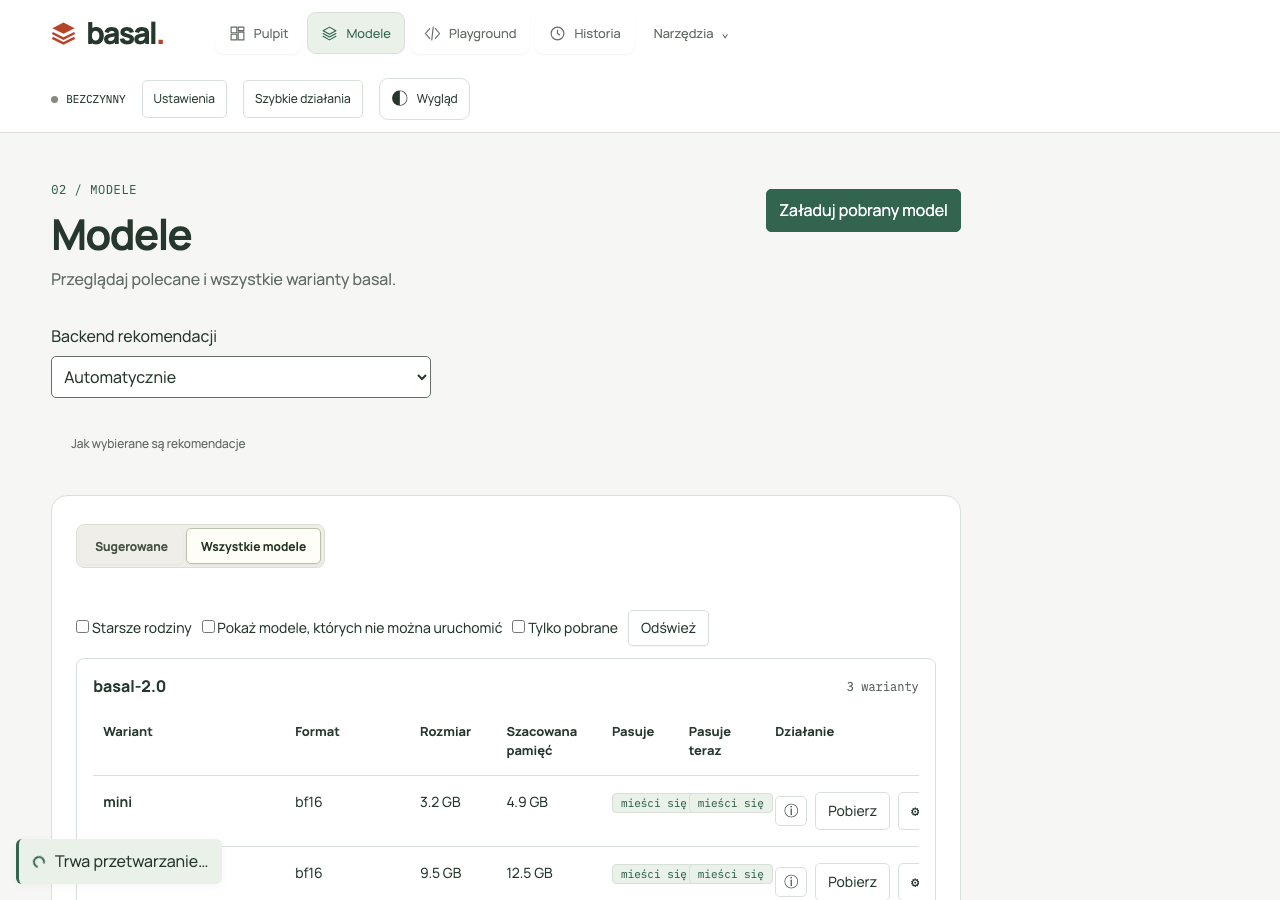 basal.
Pulpit
Modele
Playground
Historia
Narzędzia
BEZCZYNNY
Ustawienia
Szybkie działania
Wygląd
02 / MODELE
Modele
Przeglądaj polecane i wszystkie warianty basal.
Załaduj pobrany model
Backend rekomendacji
Automatycznie
Jak wybierane są rekomendacje
Sugerowane
Wszystkie modele
Starsze rodziny
Pokaż modele, których nie można uruchomić
Tylko pobrane
Odśwież
basal-2.0
3 warianty
Wariant Format Rozmiar Szacowana pamięć Pasuje Pasuje teraz Działanie
mini bf16 3.2 GB 4.9 GB mieści się mieści się Pobierz
bf16 9.5 GB 12.5 GB mieści się mieści się Pobierz
Trwa przetwarzanie…